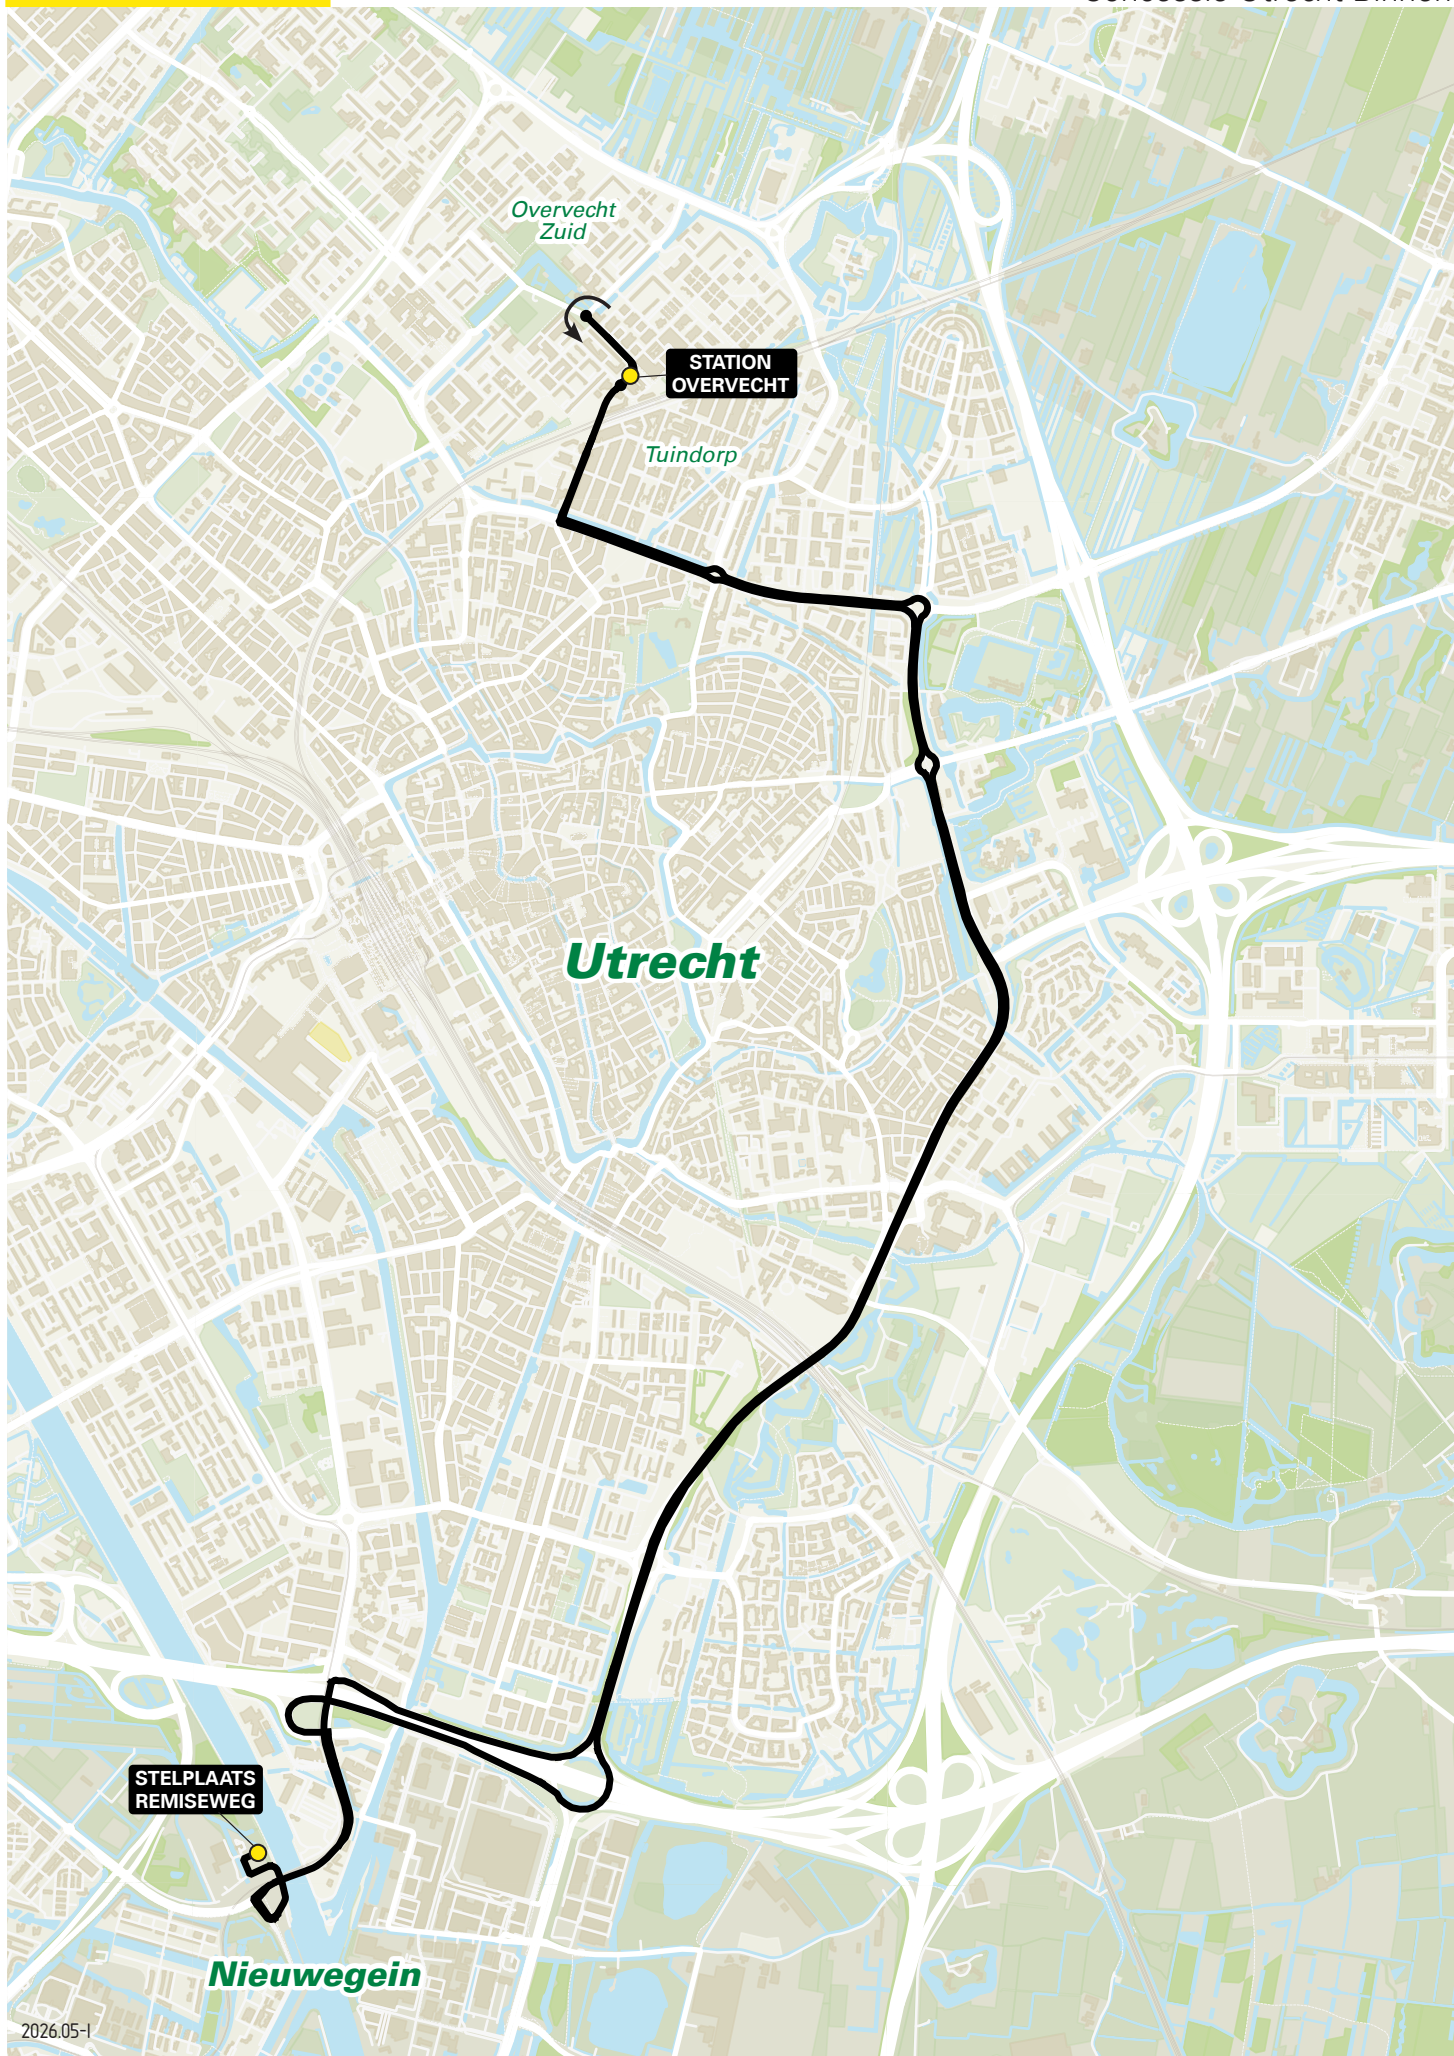 Overvecht
Zuid
STATION
OVERVECHT
Tuindorp
Utrecht
STELPLAATS
REMISEWEG
Nieuwegein
2026.05-I